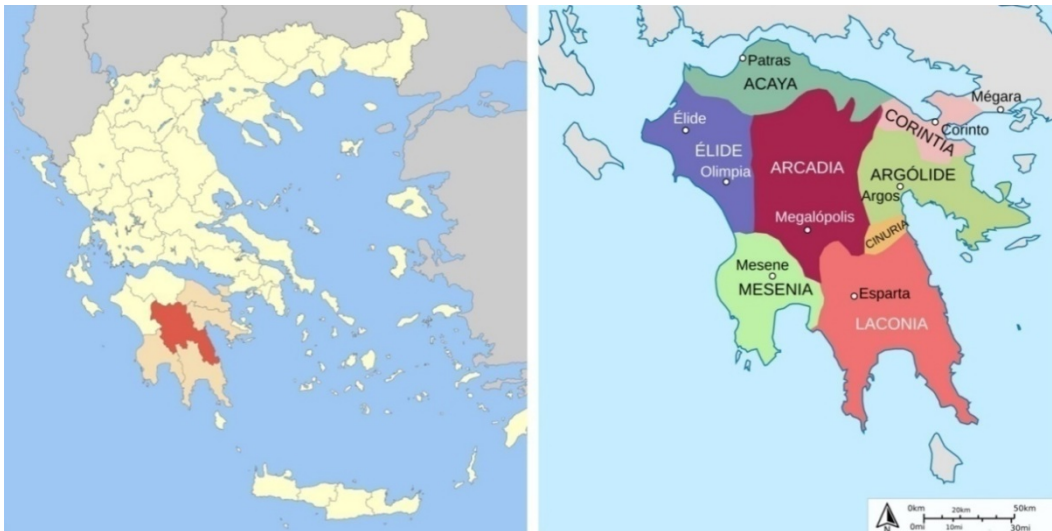 Patras
ACAYA
Mégara
Élide
CORINTIA
Corinto
ÉLIDE
ARCADIA
ARGÓLIDE
Olimpia
Argos
Megalópolis
CINURIA
Mesene
MESENIA
Esparta
LACONIA
0km 20km 50km
0mi 10mi 30mi